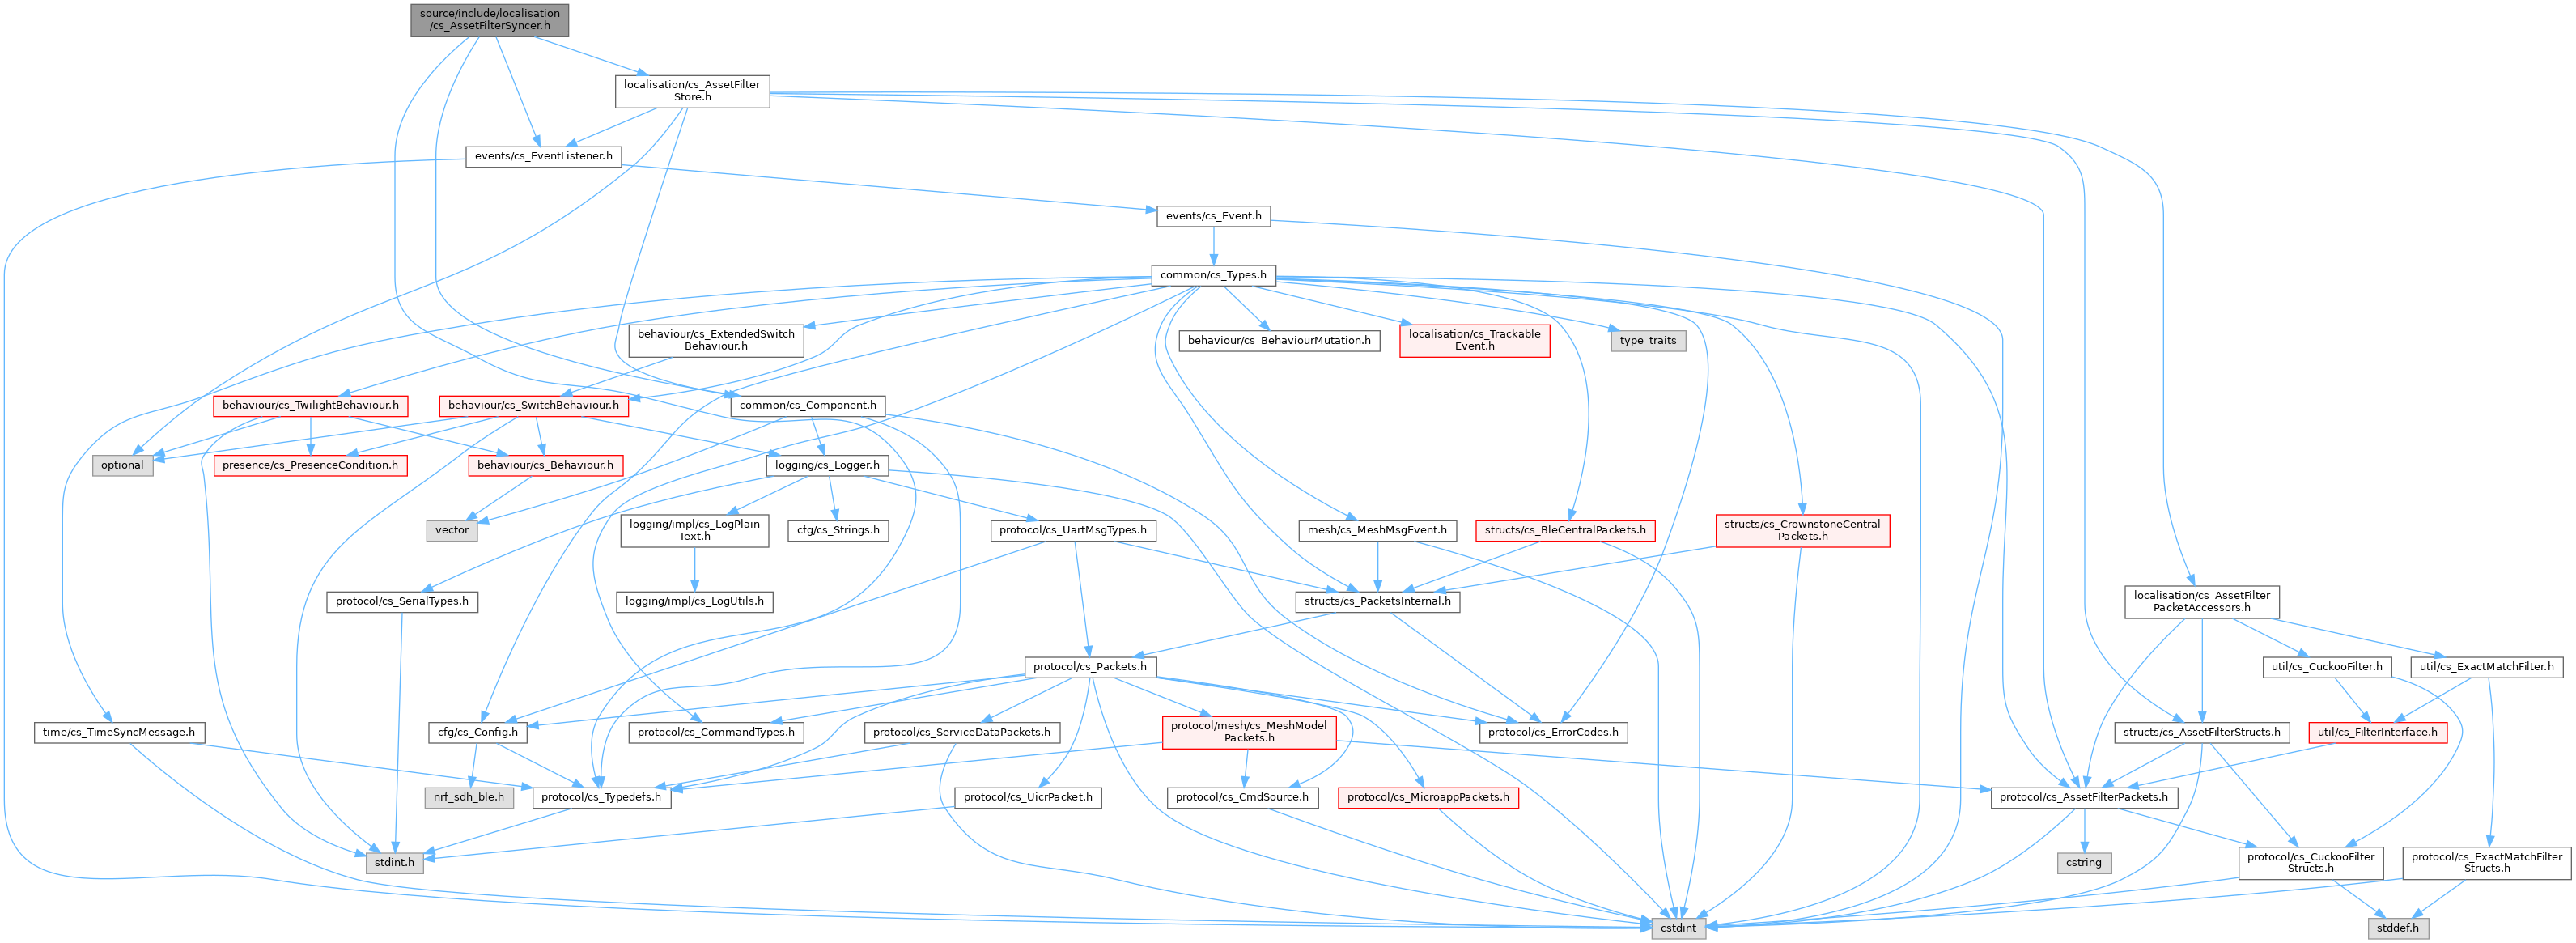 source/include/localisation
/cs_AssetFilterSyncer.h
localisation/cs_AssetFilter
Store.h
events/cs_EventListener.h
events/cs_Event.h
common/cs_Types.h
behaviour/cs_ExtendedSwitch
Behaviour.h
behaviour/cs_BehaviourMutation.h
localisation/cs_Trackable
Event.h
type_traits
behaviour/cs_TwilightBehaviour.h
behaviour/cs_SwitchBehaviour.h
common/cs_Component.h
optional
presence/cs_PresenceCondition.h
behaviour/cs_Behaviour.h
logging/cs_Logger.h
vector
logging/impl/cs_LogPlain
Text.h
cfg/cs_Strings.h
protocol/cs_UartMsgTypes.h
mesh/cs_MeshMsgEvent.h
structs/cs_BleCentralPackets.h
structs/cs_CrownstoneCentral
Packets.h
protocol/cs_SerialTypes.h
logging/impl/cs_LogUtils.h
structs/cs_PacketsInternal.h
localisation/cs_AssetFilter
PacketAccessors.h
protocol/cs_Packets.h
util/cs_CuckooFilter.h
util/cs_ExactMatchFilter.h
time/cs_TimeSyncMessage.h
cfg/cs_Config.h
protocol/cs_CommandTypes.h
protocol/cs_ServiceDataPackets.h
protocol/mesh/cs_MeshModel
Packets.h
protocol/cs_ErrorCodes.h
structs/cs_AssetFilterStructs.h
util/cs_FilterInterface.h
nrf_sdh_ble.h
protocol/cs_Typedefs.h
protocol/cs_UicrPacket.h
protocol/cs_CmdSource.h
protocol/cs_MicroappPackets.h
protocol/cs_AssetFilterPackets.h
stdint.h
cstring
protocol/cs_CuckooFilter
Structs.h
protocol/cs_ExactMatchFilter
Structs.h
cstdint
stddef.h